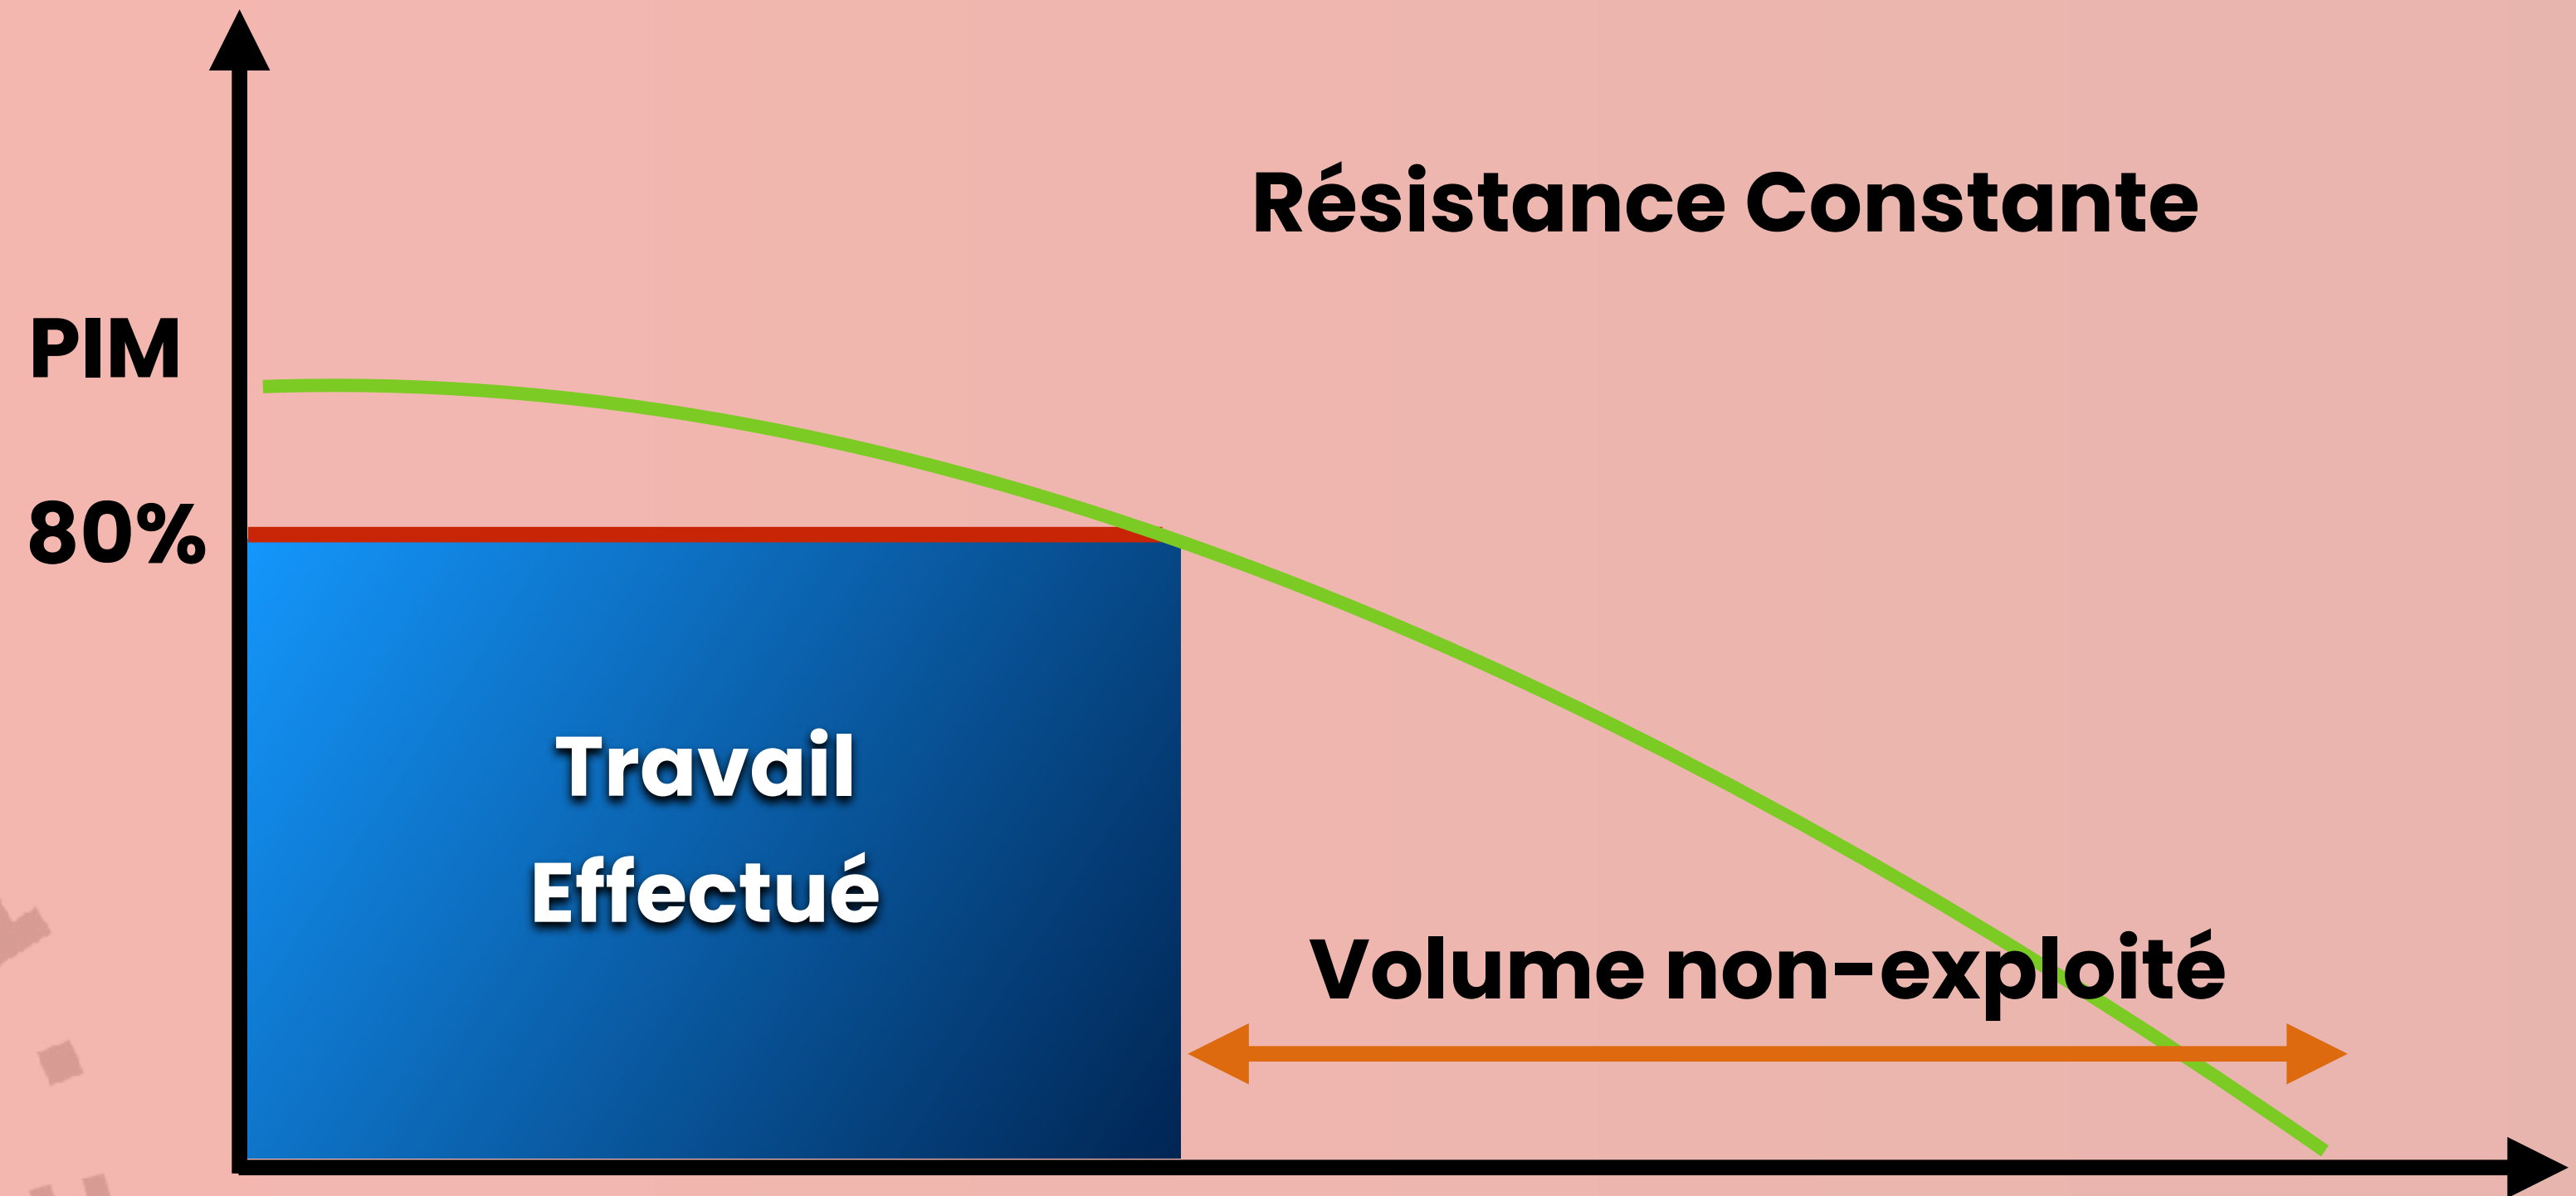 Résistance Constante
PIM
80%
Travail
Effectué
Volume non-exploité